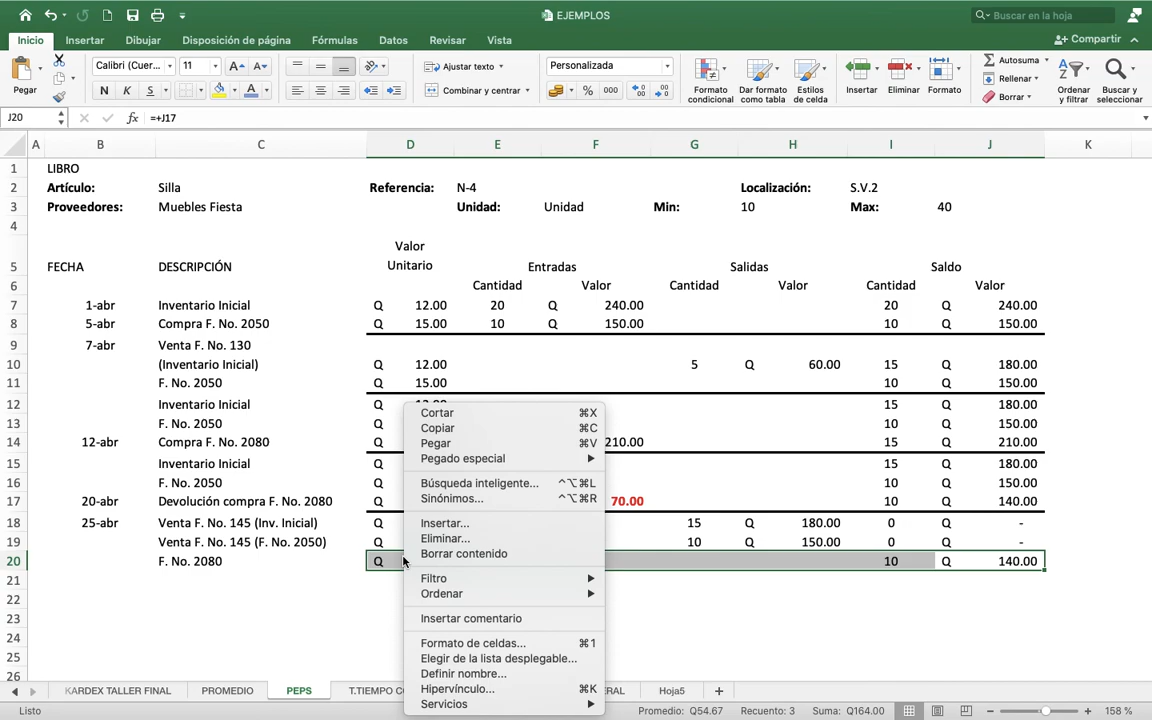 EJEMPLOS
Buscar en la hoja
Inicio Insertar Dibujar Disposición de página Fórmulas Datos Revisar Vista Compartir
Pegar
Calibri (Cuer... 11
N K S
Ajustar texto
Combinar y centrar
Personalizada
% 000
Formato condicional
Dar formato como tabla
Estilos de celda
Insertar Eliminar Formato
Autosuma
Rellenar
Borrar
Ordenar y filtrar
Buscar y seleccionar
J20 fx =+J17
A B C D E F G H I J K
1 LIBRO
2 Artículo: Silla Referencia: N-4 Localización: S.V.2
3 Proveedores: Muebles Fiesta Unidad: Unidad Min: 10 Max: 40
4
Valor
5 FECHA DESCRIPCIÓN Unitario Entradas Salidas Saldo
6 Cantidad Valor Cantidad Valor Cantidad Valor
7 1-abr Inventario Inicial Q 12.00 20 Q 240.00 20 Q 240.00
8 5-abr Compra F. No. 2050 Q 15.00 10 Q 150.00 10 Q 150.00
9 7-abr Venta F. No. 130
10 (Inventario Inicial) Q 12.00 5 Q 60.00 15 Q 180.00
11 F. No. 2050 Q 15.00 10 Q 150.00
12 Inventario Inicial Q 15 Q 180.00
13 F. No. 2050 Q 10 Q 150.00
14 12-abr Compra F. No. 2080 Q 210.00 15 Q 210.00
15 Inventario Inicial Q 15 Q 180.00
16 F. No. 2050 Q 10 Q 150.00
17 20-abr Devolución compra F. No. 2080 Q 70.00 10 Q 140.00
18 25-abr Venta F. No. 145 (Inv. Inicial) Q 15 Q 180.00 0 Q -
19 Venta F. No. 145 (F. No. 2050) Q 10 Q 150.00 0 Q -
20 F. No. 2080 Q 10 Q 140.00
21
22
23
24
25
26
Cortar ⌘X
Copiar ⌘C
Pegar ⌘V
Pegado especial
Búsqueda inteligente... ^⌥⌘L
Sinónimos... ^⌥⌘R
Insertar...
Eliminar...
Borrar contenido
Filtro
Ordenar
Insertar comentario
Formato de celdas... ⌘1
Elegir de la lista desplegable...
Definir nombre...
Hipervínculo... ⌘K
Servicios
KARDEX TALLER FINAL PROMEDIO PEPS T.TIEMPO Hoja5 +
Listo Promedio: Q54.67 Recuento: 3 Suma: Q164.00 158 %